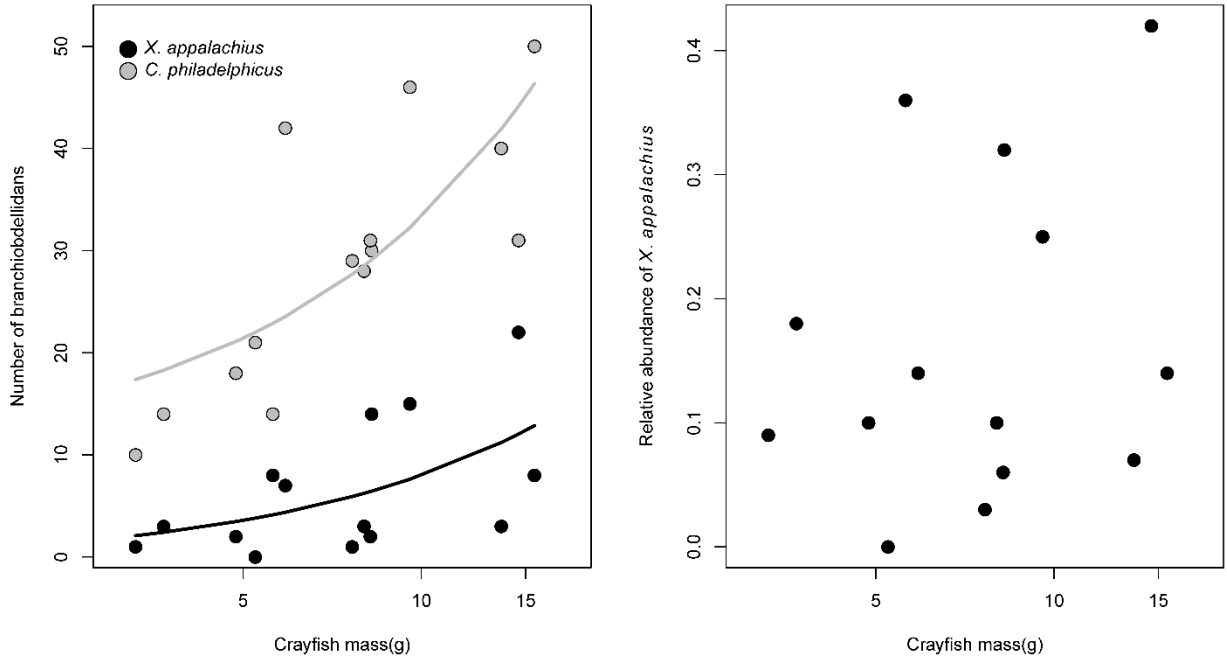 X. appalachius
C. philadelphicus
Number of branchiobdellidans
50
40
30
20
10
0
5
10
15
Crayfish mass(g)
Relative abundance of X. appalachius
0.4
0.3
0.2
0.1
0.0
5
10
15
Crayfish mass(g)